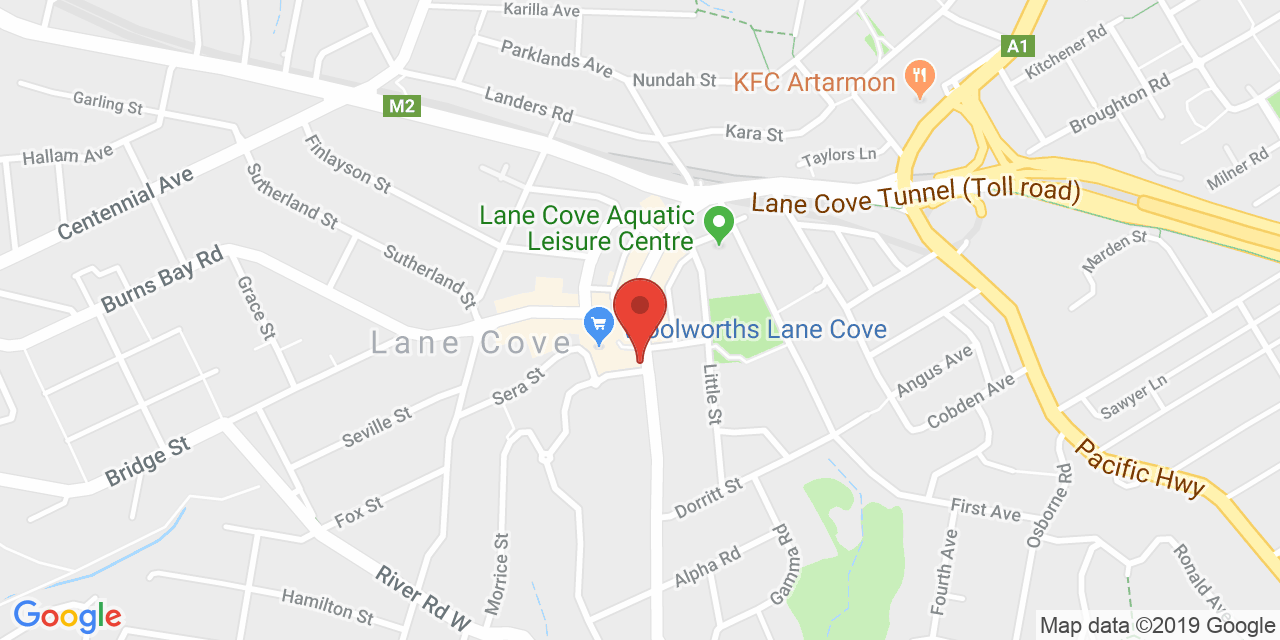 Karilla Ave
Parklands Ave
Nundah St
A1
Kitchener Rd
KFC Artarmon
Garling St
M2
Landers Rd
Broughton Rd
Kara St
Hallam Ave
Finlayson St
Taylors Ln
Milner Rd
Centennial Ave
Sutherland St
Lane Cove Tunnel (Toll road)
Lane Cove Aquatic
Leisure Centre
Burns Bay Rd
Sutherland St
Marden St
Grace St
Lane Cove
oolworths Lane Cove
Little St
Angus Ave
Sera St
Cobden Ave
Sawyer Ln
Seville St
Bridge St
Pacific Hwy
Dorritt St
Fox St
First Ave
Osborne Rd
Morrice St
Alpha Rd
Gamma Rd
Fourth Ave
Ronald Ave
River Rd W
Hamilton St
Google
Map data ©2019 Google